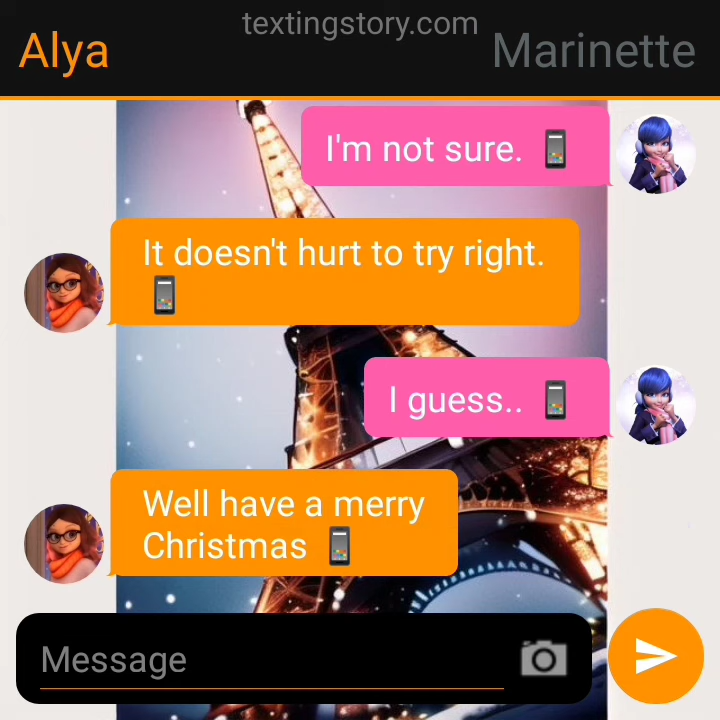 textingstory.com
Alya
Marinette
I'm not sure. 📱
It doesn't hurt to try right.
📱
I guess.. 📱
Well have a merry
Christmas 📱
Message